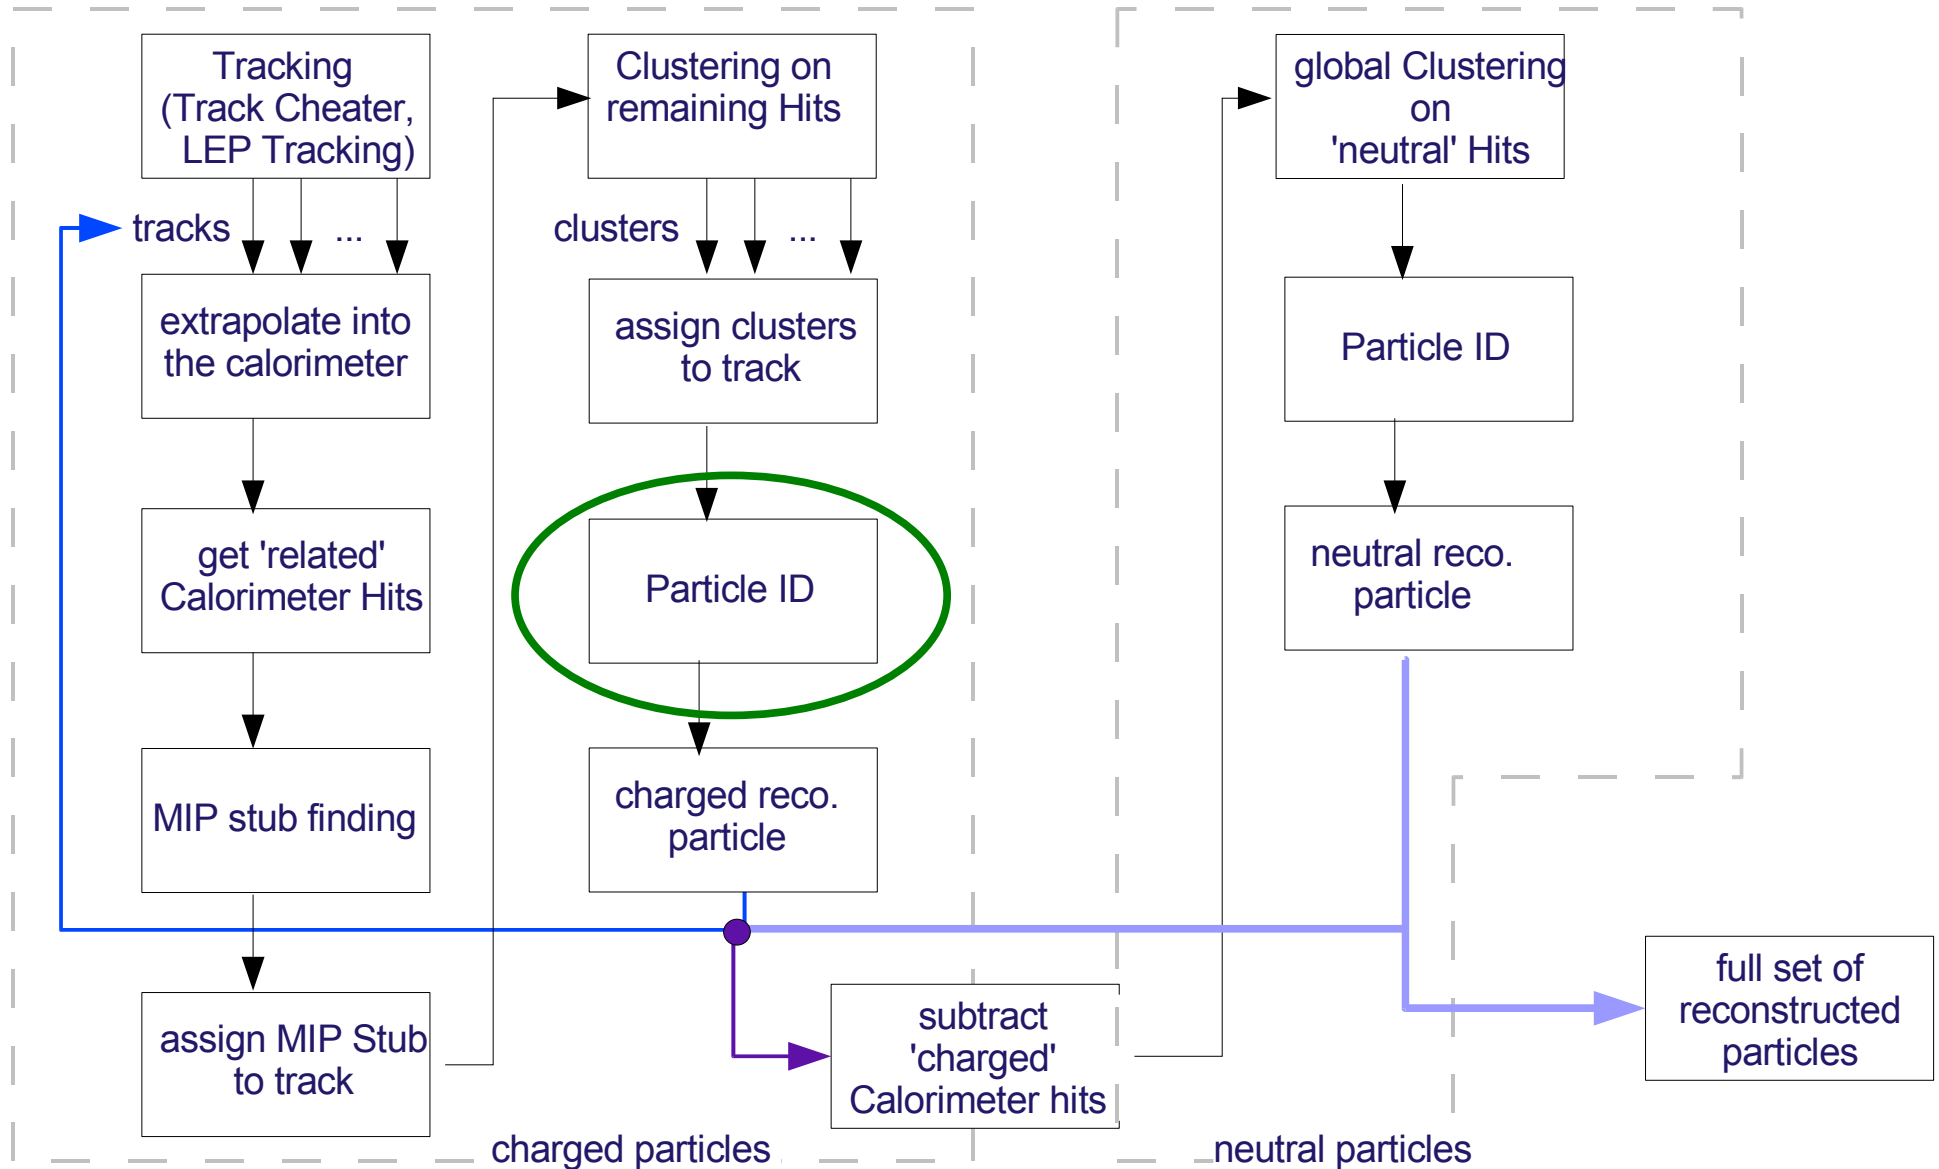 Tracking
(Track Cheater,
LEP Tracking)
tracks
...
extrapolate into
the calorimeter
get 'related'
Calorimeter Hits
MIP stub finding
assign MIP Stub
to track
Clustering on
remaining Hits
clusters
...
assign clusters
to track
Particle ID
charged reco.
particle
subtract
'charged'
Calorimeter hits
charged particles
global Clustering
on
'neutral' Hits
Particle ID
neutral reco.
particle
neutral particles
full set of
reconstructed
particles